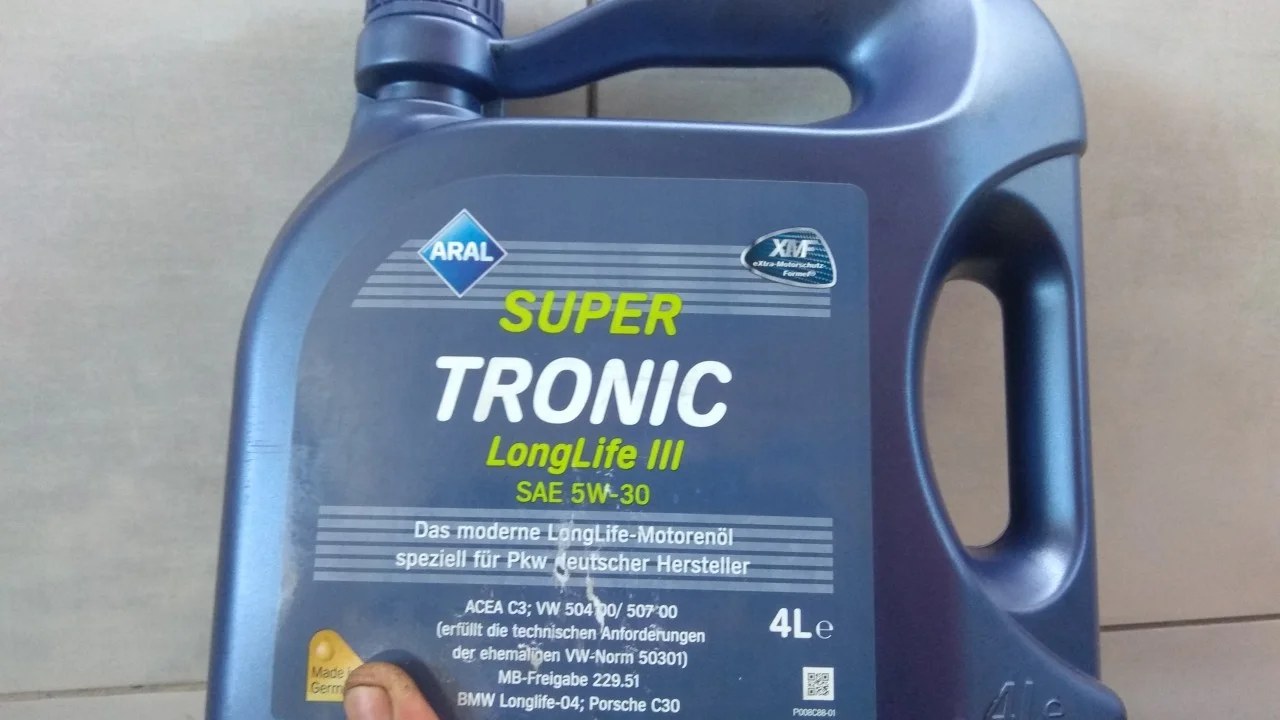 ARAL
XMF
eXtra-Motorschutz-
Formel®
SUPER
TRONIC
LongLife III
SAE 5W-30
Das moderne LongLife-Motorenöl
speziell für Pkw deutscher Hersteller
ACEA C3; VW 504 00/ 507 00
(erfüllt die technischen Anforderungen
der ehemaligen VW-Norm 50301)
MB-Freigabe 229.51
BMW Longlife-04; Porsche C30
4L e
Made
P008C88-01
4L e